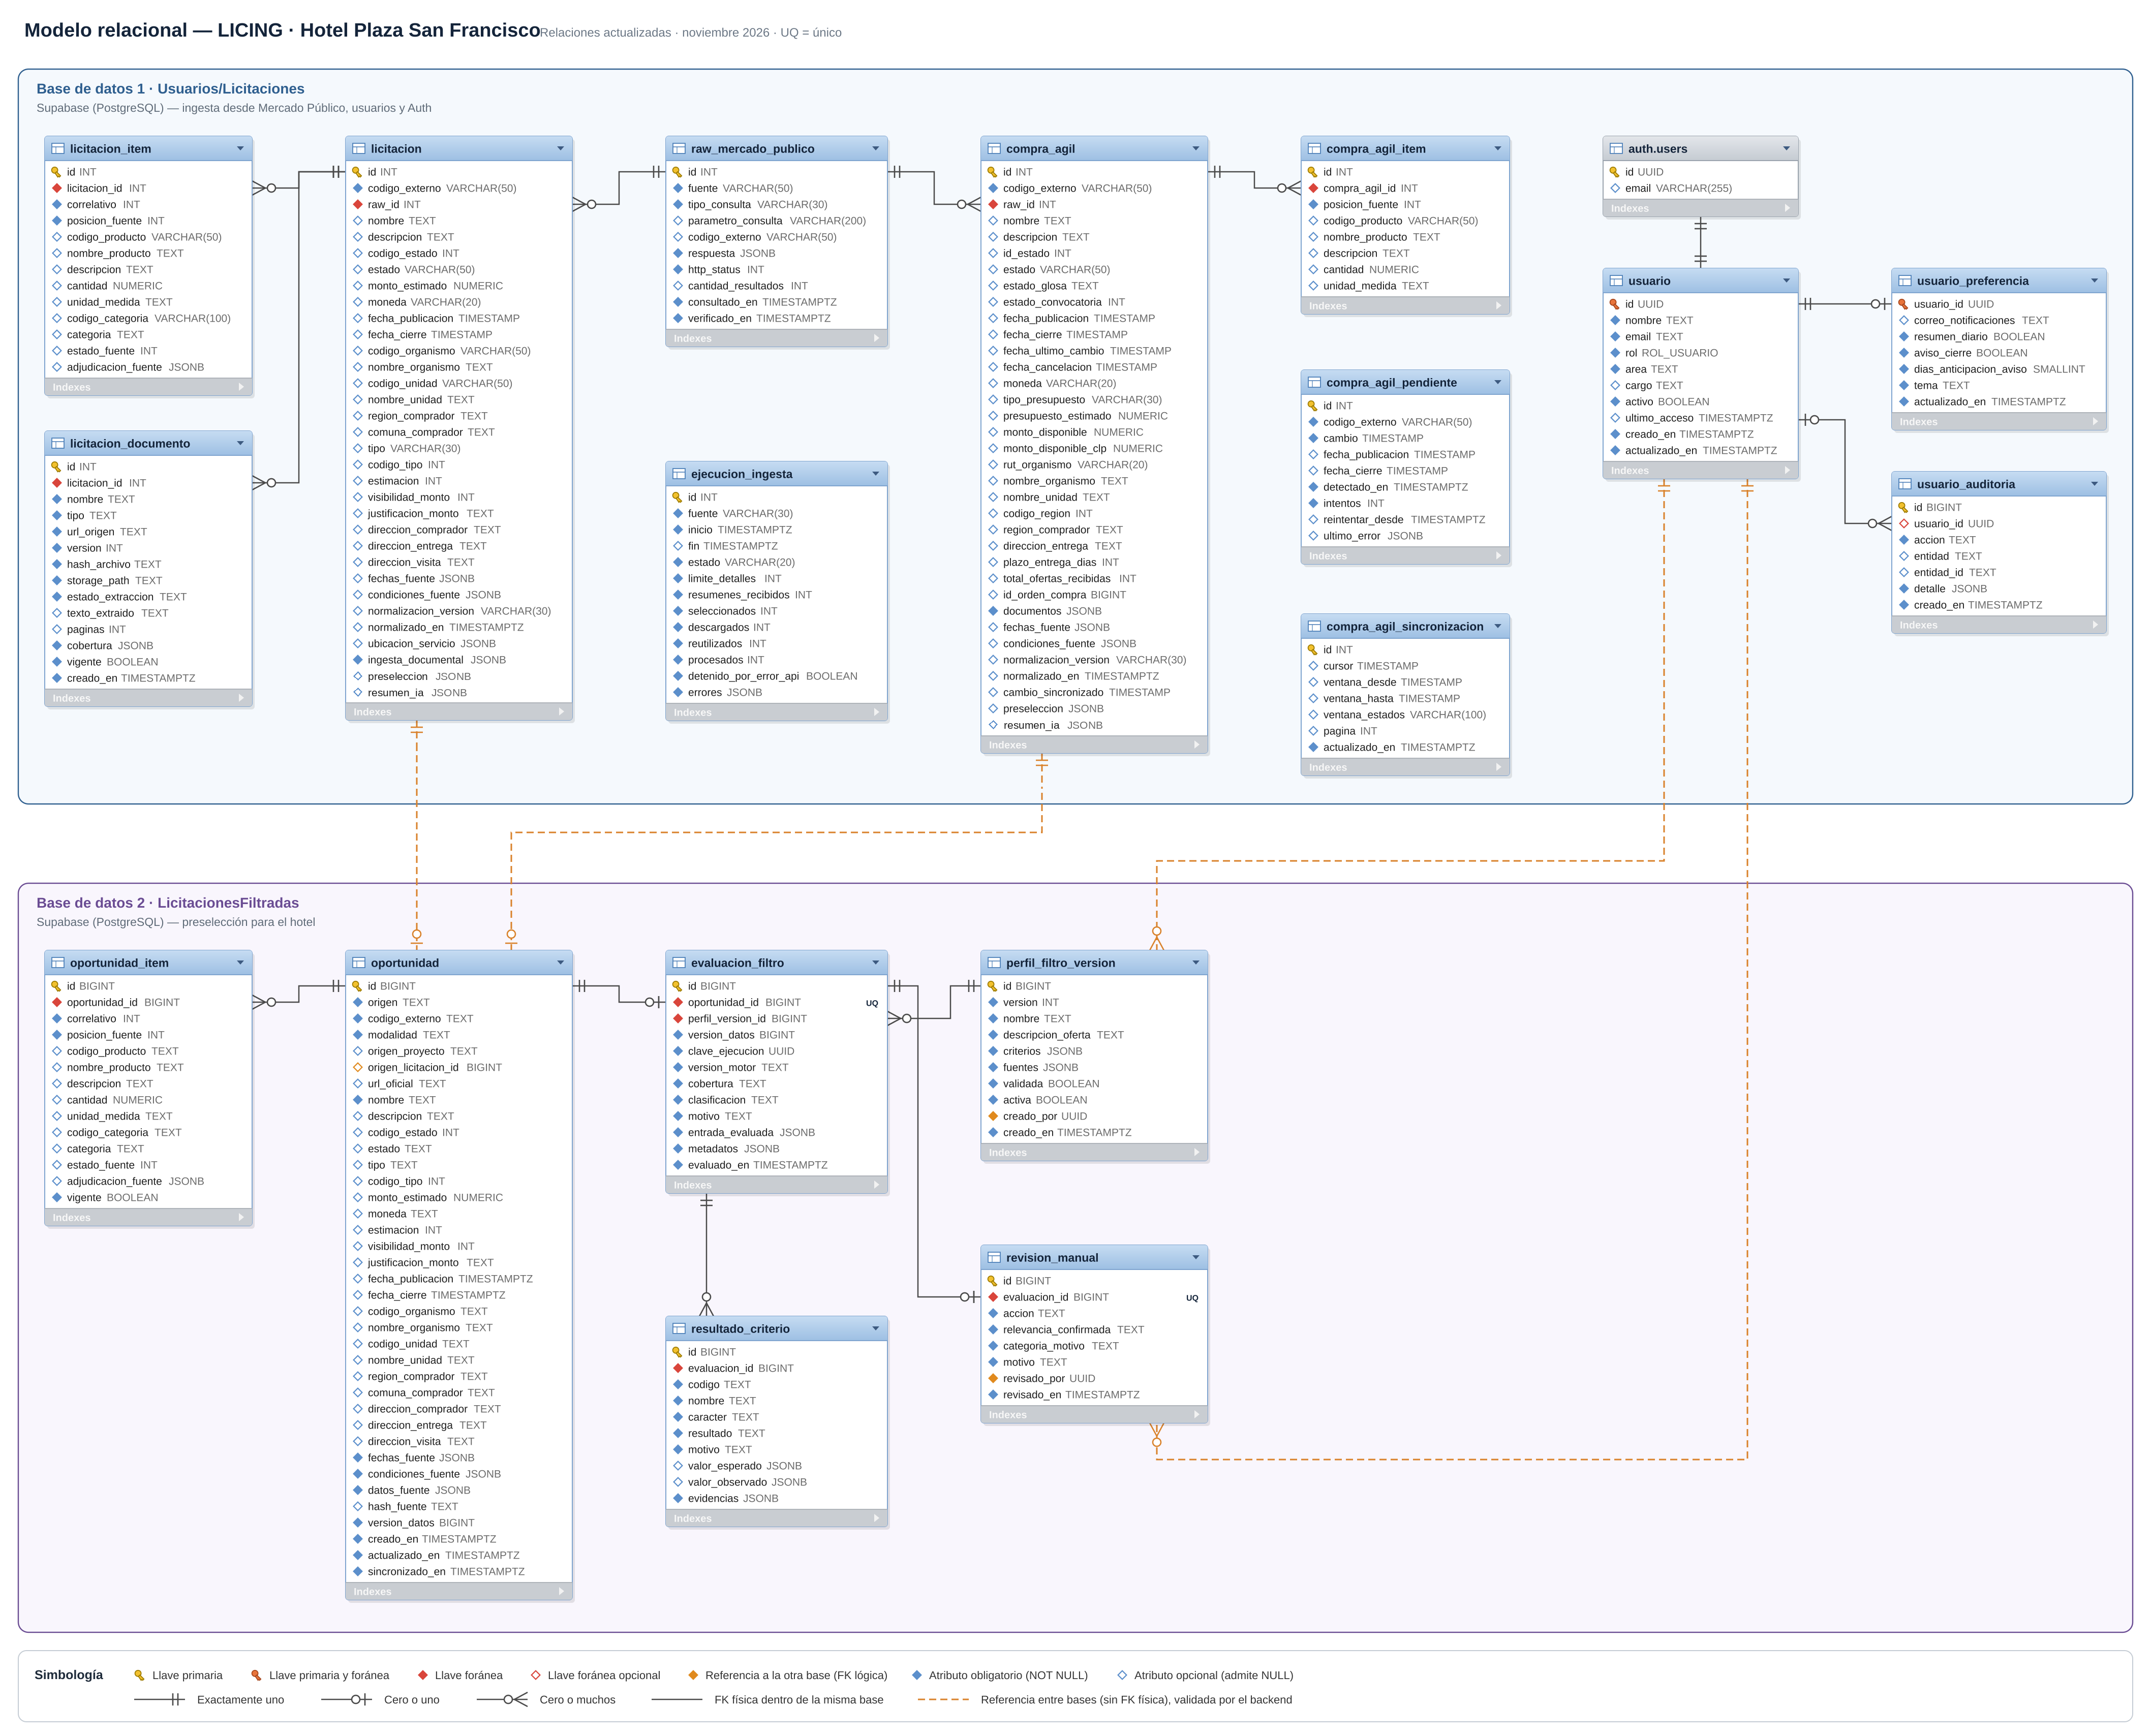 Modelo relacional — LICING · Hotel Plaza San Francisco
Relaciones actualizadas · noviembre 2026 · UQ = único
Base de datos 1 · Usuarios/Licitaciones
Supabase (PostgreSQL) — ingesta desde Mercado Público, usuarios y Auth
licitacion_item
id INT
licitacion_id INT
correlativo INT
posicion_fuente INT
codigo_producto VARCHAR(50)
nombre_producto TEXT
descripcion TEXT
cantidad NUMERIC
unidad_medida TEXT
codigo_categoria VARCHAR(100)
categoria TEXT
estado_fuente INT
adjudicacion_fuente JSONB
Indexes
licitacion_documento
id INT
licitacion_id INT
nombre TEXT
tipo TEXT
url_origen TEXT
version INT
hash_archivo TEXT
storage_path TEXT
estado_extraccion TEXT
texto_extraido TEXT
paginas INT
cobertura JSONB
vigente BOOLEAN
creado_en TIMESTAMPTZ
Indexes
licitacion
id INT
codigo_externo VARCHAR(50)
raw_id INT
nombre TEXT
descripcion TEXT
codigo_estado INT
estado VARCHAR(50)
monto_estimado NUMERIC
moneda VARCHAR(20)
fecha_publicacion TIMESTAMP
fecha_cierre TIMESTAMP
codigo_organismo VARCHAR(50)
nombre_organismo TEXT
codigo_unidad VARCHAR(50)
nombre_unidad TEXT
region_comprador TEXT
comuna_comprador TEXT
tipo VARCHAR(30)
codigo_tipo INT
estimacion INT
visibilidad_monto INT
justificacion_monto TEXT
direccion_comprador TEXT
direccion_entrega TEXT
direccion_visita TEXT
fechas_fuente JSONB
condiciones_fuente JSONB
normalizacion_version VARCHAR(30)
normalizado_en TIMESTAMPTZ
ubicacion_servicio JSONB
ingesta_documental JSONB
preseleccion JSONB
resumen_ia JSONB
Indexes
raw_mercado_publico
id INT
fuente VARCHAR(50)
tipo_consulta VARCHAR(30)
parametro_consulta VARCHAR(200)
codigo_externo VARCHAR(50)
respuesta JSONB
http_status INT
cantidad_resultados INT
consultado_en TIMESTAMPTZ
verificado_en TIMESTAMPTZ
Indexes
ejecucion_ingesta
id INT
fuente VARCHAR(30)
inicio TIMESTAMPTZ
fin TIMESTAMPTZ
estado VARCHAR(20)
limite_detalles INT
resumenes_recibidos INT
seleccionados INT
descargados INT
reutilizados INT
procesados INT
detenido_por_error_api BOOLEAN
errores JSONB
Indexes
compra_agil
id INT
codigo_externo VARCHAR(50)
raw_id INT
nombre TEXT
descripcion TEXT
id_estado INT
estado VARCHAR(50)
estado_glosa TEXT
estado_convocatoria INT
fecha_publicacion TIMESTAMP
fecha_cierre TIMESTAMP
fecha_ultimo_cambio TIMESTAMP
fecha_cancelacion TIMESTAMP
moneda VARCHAR(20)
tipo_presupuesto VARCHAR(30)
presupuesto_estimado NUMERIC
monto_disponible NUMERIC
monto_disponible_clp NUMERIC
rut_organismo VARCHAR(20)
nombre_organismo TEXT
nombre_unidad TEXT
codigo_region INT
region_comprador TEXT
direccion_entrega TEXT
plazo_entrega_dias INT
total_ofertas_recibidas INT
id_orden_compra BIGINT
documentos JSONB
fechas_fuente JSONB
condiciones_fuente JSONB
normalizacion_version VARCHAR(30)
normalizado_en TIMESTAMPTZ
cambio_sincronizado TIMESTAMP
preseleccion JSONB
resumen_ia JSONB
Indexes
compra_agil_item
id INT
compra_agil_id INT
posicion_fuente INT
codigo_producto VARCHAR(50)
nombre_producto TEXT
descripcion TEXT
cantidad NUMERIC
unidad_medida TEXT
Indexes
compra_agil_pendiente
id INT
codigo_externo VARCHAR(50)
cambio TIMESTAMP
fecha_publicacion TIMESTAMP
fecha_cierre TIMESTAMP
detectado_en TIMESTAMPTZ
intentos INT
reintentar_desde TIMESTAMPTZ
ultimo_error JSONB
Indexes
compra_agil_sincronizacion
id INT
cursor TIMESTAMP
ventana_desde TIMESTAMP
ventana_hasta TIMESTAMP
ventana_estados VARCHAR(100)
pagina INT
actualizado_en TIMESTAMPTZ
Indexes
auth.users
id UUID
email VARCHAR(255)
Indexes
usuario
id UUID
nombre TEXT
email TEXT
rol ROL_USUARIO
area TEXT
cargo TEXT
activo BOOLEAN
ultimo_acceso TIMESTAMPTZ
creado_en TIMESTAMPTZ
actualizado_en TIMESTAMPTZ
Indexes
usuario_preferencia
usuario_id UUID
correo_notificaciones TEXT
resumen_diario BOOLEAN
aviso_cierre BOOLEAN
dias_anticipacion_aviso SMALLINT
tema TEXT
actualizado_en TIMESTAMPTZ
Indexes
usuario_auditoria
id BIGINT
usuario_id UUID
accion TEXT
entidad TEXT
entidad_id TEXT
detalle JSONB
creado_en TIMESTAMPTZ
Indexes
Base de datos 2 · LicitacionesFiltradas
Supabase (PostgreSQL) — preselección para el hotel
oportunidad_item
id BIGINT
oportunidad_id BIGINT
correlativo INT
posicion_fuente INT
codigo_producto TEXT
nombre_producto TEXT
descripcion TEXT
cantidad NUMERIC
unidad_medida TEXT
codigo_categoria TEXT
categoria TEXT
estado_fuente INT
adjudicacion_fuente JSONB
vigente BOOLEAN
Indexes
oportunidad
id BIGINT
origen TEXT
codigo_externo TEXT
modalidad TEXT
origen_proyecto TEXT
origen_licitacion_id BIGINT
url_oficial TEXT
nombre TEXT
descripcion TEXT
codigo_estado INT
estado TEXT
tipo TEXT
codigo_tipo INT
monto_estimado NUMERIC
moneda TEXT
estimacion INT
visibilidad_monto INT
justificacion_monto TEXT
fecha_publicacion TIMESTAMPTZ
fecha_cierre TIMESTAMPTZ
codigo_organismo TEXT
nombre_organismo TEXT
codigo_unidad TEXT
nombre_unidad TEXT
region_comprador TEXT
comuna_comprador TEXT
direccion_comprador TEXT
direccion_entrega TEXT
direccion_visita TEXT
fechas_fuente JSONB
condiciones_fuente JSONB
datos_fuente JSONB
hash_fuente TEXT
version_datos BIGINT
creado_en TIMESTAMPTZ
actualizado_en TIMESTAMPTZ
sincronizado_en TIMESTAMPTZ
Indexes
evaluacion_filtro
id BIGINT
oportunidad_id BIGINT UQ
perfil_version_id BIGINT
version_datos BIGINT
clave_ejecucion UUID
version_motor TEXT
cobertura TEXT
clasificacion TEXT
motivo TEXT
entrada_evaluada JSONB
metadatos JSONB
evaluado_en TIMESTAMPTZ
Indexes
resultado_criterio
id BIGINT
evaluacion_id BIGINT
codigo TEXT
nombre TEXT
caracter TEXT
resultado TEXT
motivo TEXT
valor_esperado JSONB
valor_observado JSONB
evidencias JSONB
Indexes
perfil_filtro_version
id BIGINT
version INT
nombre TEXT
descripcion_oferta TEXT
criterios JSONB
fuentes JSONB
validada BOOLEAN
activa BOOLEAN
creado_por UUID
creado_en TIMESTAMPTZ
Indexes
revision_manual
id BIGINT
evaluacion_id BIGINT UQ
accion TEXT
relevancia_confirmada TEXT
categoria_motivo TEXT
motivo TEXT
revisado_por UUID
revisado_en TIMESTAMPTZ
Indexes
Simbología
Llave primaria
Llave primaria y foránea
Llave foránea
Llave foránea opcional
Referencia a la otra base (FK lógica)
Atributo obligatorio (NOT NULL)
Atributo opcional (admite NULL)
Exactamente uno
Cero o uno
Cero o muchos
FK física dentro de la misma base
Referencia entre bases (sin FK física), validada por el backend